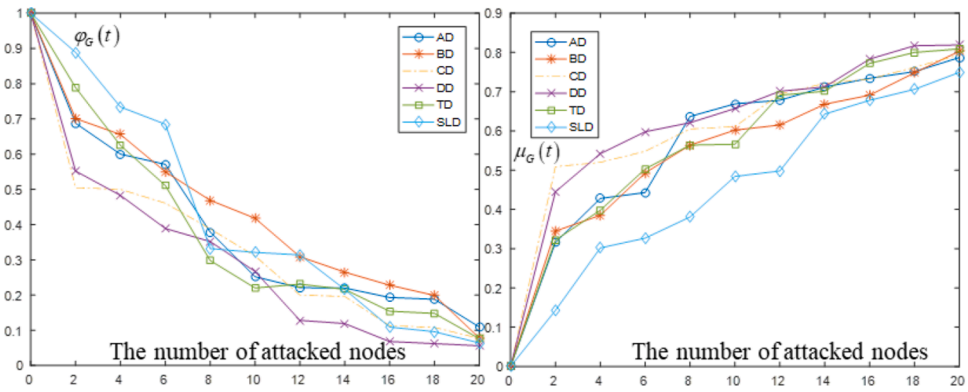 1
0.9
0.8
0.7
0.6
0.5
0.4
0.3
0.2
0.1
0
φG(t)
AD
BD
CD
DD
TD
SLD
The number of attacked nodes
0 2 4 6 8 10 12 14 16 18 20
0.9
0.8
0.7
0.6
0.5
0.4
0.3
0.2
0.1
0
AD
BD
CD
DD
TD
SLD
μG(t)
The number of attacked nodes
0 2 4 6 8 10 12 14 16 18 20